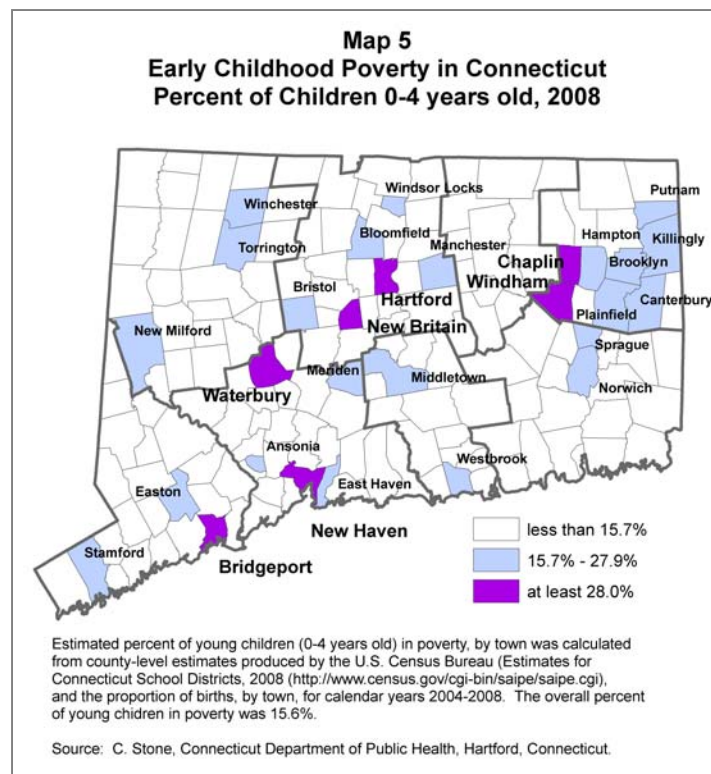 Map 5
Early Childhood Poverty in Connecticut
Percent of Children 0-4 years old, 2008
Windsor Locks
Putnam
Winchester
Bloomfield
Hampton
Killingly
Torrington
Manchester
Chaplin
Brooklyn
Bristol
Windham
Hartford
Canterbury
New Milford
New Britain
Plainfield
Sprague
Meriden
Middletown
Norwich
Waterbury
Ansonia
Westbrook
Easton
East Haven
New Haven
less than 15.7%
Stamford
15.7% - 27.9%
Bridgeport
at least 28.0%
Estimated percent of young children (0-4 years old) in poverty, by town was calculated
from county-level estimates produced by the U.S. Census Bureau (Estimates for
Connecticut School Districts, 2008 (http://www.census.gov/cgi-bin/saipe/saipe.cgi),
and the proportion of births, by town, for calendar years 2004-2008.  The overall percent
of young chidren in poverty was 15.6%.
Source:  C. Stone, Connecticut Department of Public Health, Hartford, Connecticut.